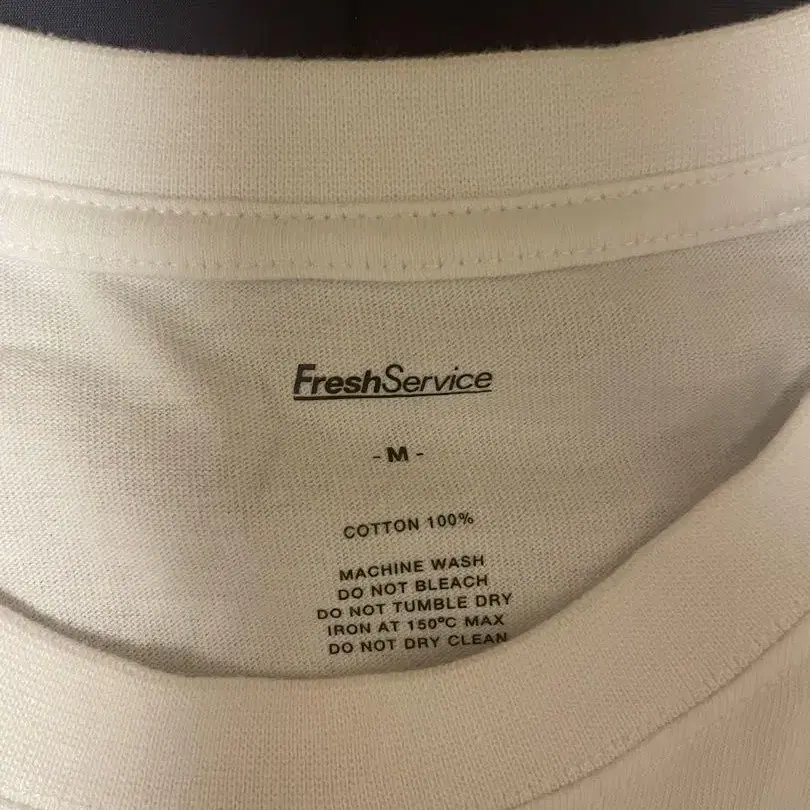 FreshService
- M -
COTTON 100%
MACHINE WASH
DO NOT BLEACH
DO NOT TUMBLE DRY
IRON AT 150°C MAX
DO NOT DRY CLEAN